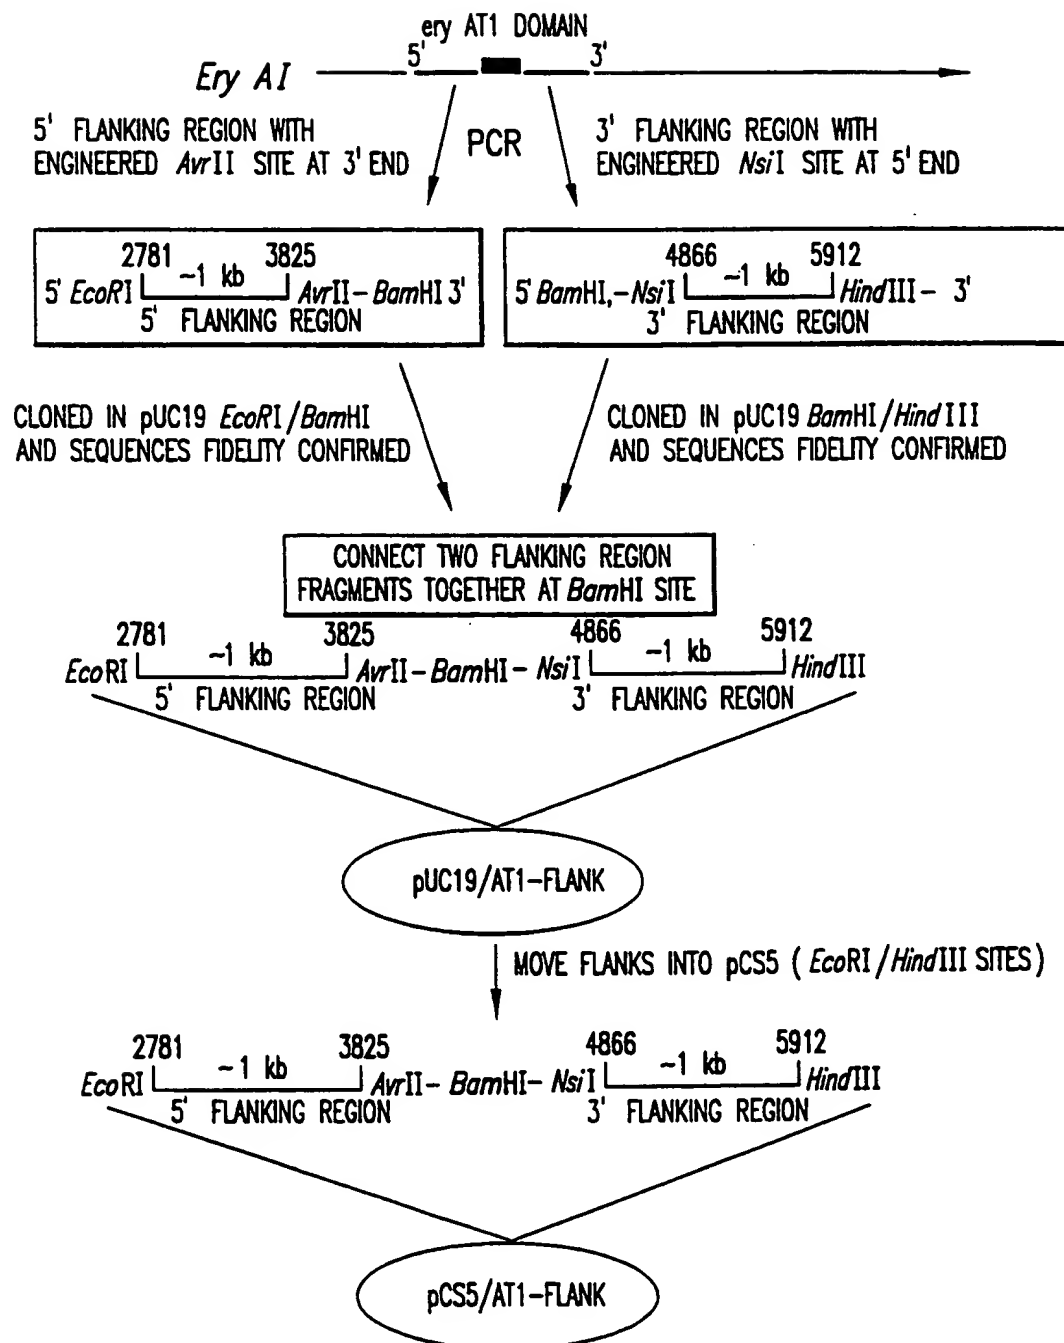 ery AT1 DOMAIN
5' 3'
Ery AI
5' FLANKING REGION WITH
ENGINEERED AvrII SITE AT 3' END
PCR
3' FLANKING REGION WITH
ENGINEERED NsiI SITE AT 5' END
2781 3825
~1 kb
5' EcoRI AvrII-BamHI 3'
5' FLANKING REGION
4866 5912
~1 kb
5' BamHI,-NsiI HindIII- 3'
3' FLANKING REGION
CLONED IN pUC19 EcoRI/BamHI
AND SEQUENCES FIDELITY CONFIRMED
CLONED IN pUC19 BamHI/HindIII
AND SEQUENCES FIDELITY CONFIRMED
CONNECT TWO FLANKING REGION
FRAGMENTS TOGETHER AT BamHI SITE
2781 3825 4866 5912
~1 kb ~1 kb
EcoRI AvrII-BamHI-NsiI HindIII
5' FLANKING REGION 3' FLANKING REGION
pUC19/AT1-FLANK
MOVE FLANKS INTO pCS5 (EcoRI/HindIII SITES)
2781 3825 4866 5912
~1 kb ~1 kb
EcoRI AvrII-BamHI-NsiI HindIII
5' FLANKING REGION 3' FLANKING REGION
pCS5/AT1-FLANK